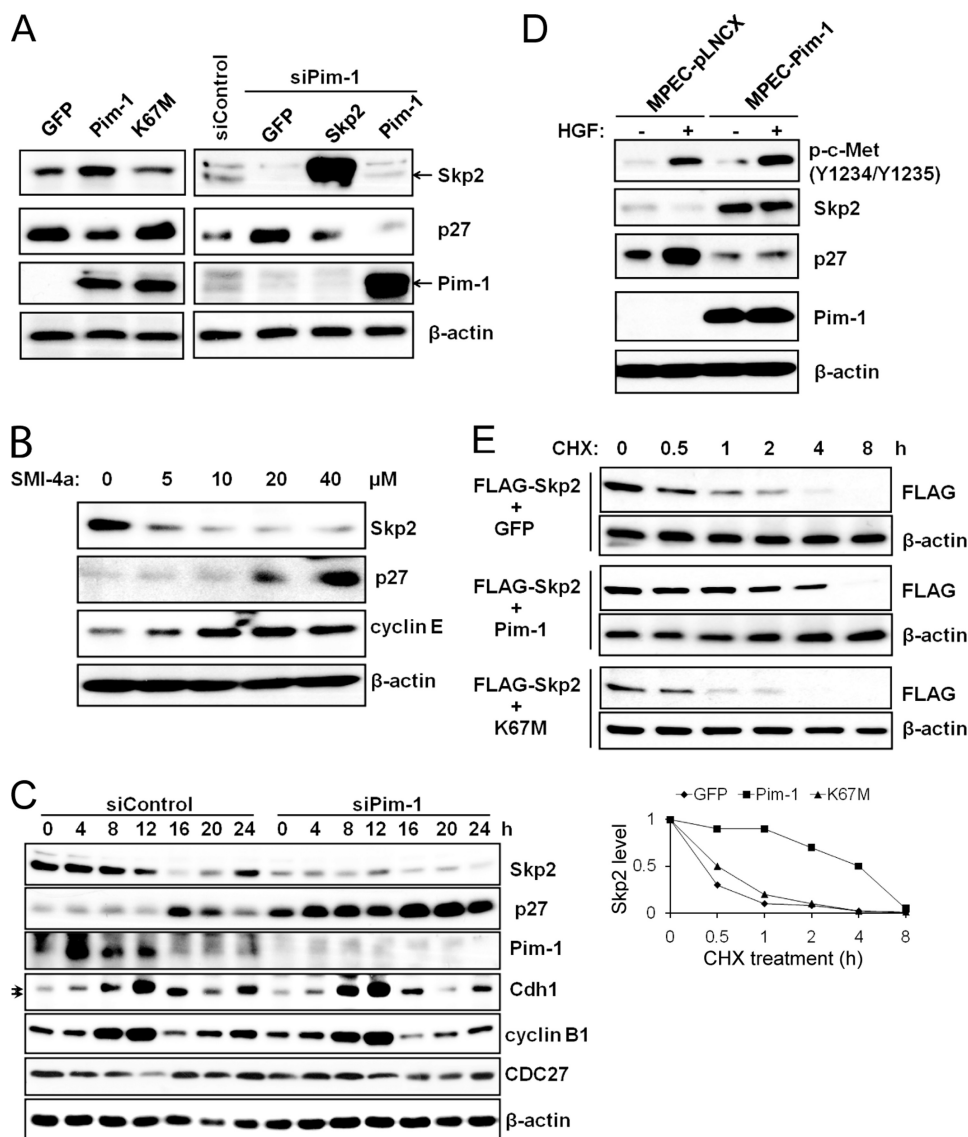 A
siPim-1
GFP Pim-1 K67M siControl GFP Skp2 Pim-1
Skp2
p27
Pim-1
β-actin
D
MPEC-pLNCX MPEC-Pim-1
HGF: - + - +
p-c-Met
(Y1234/Y1235)
Skp2
p27
Pim-1
β-actin
B
SMI-4a: 0 5 10 20 40 μM
Skp2
p27
cyclin E
β-actin
E
CHX: 0 0.5 1 2 4 8 h
FLAG-Skp2
+
GFP
FLAG
β-actin
FLAG-Skp2
+
Pim-1
FLAG
β-actin
FLAG-Skp2
+
K67M
FLAG
β-actin
GFP Pim-1 K67M
Skp2 level
1
0.5
0
0 0.5 1 2 4 8
CHX treatment (h)
C
siControl siPim-1
0 4 8 12 16 20 24 0 4 8 12 16 20 24 h
Skp2
p27
Pim-1
Cdh1
cyclin B1
CDC27
β-actin